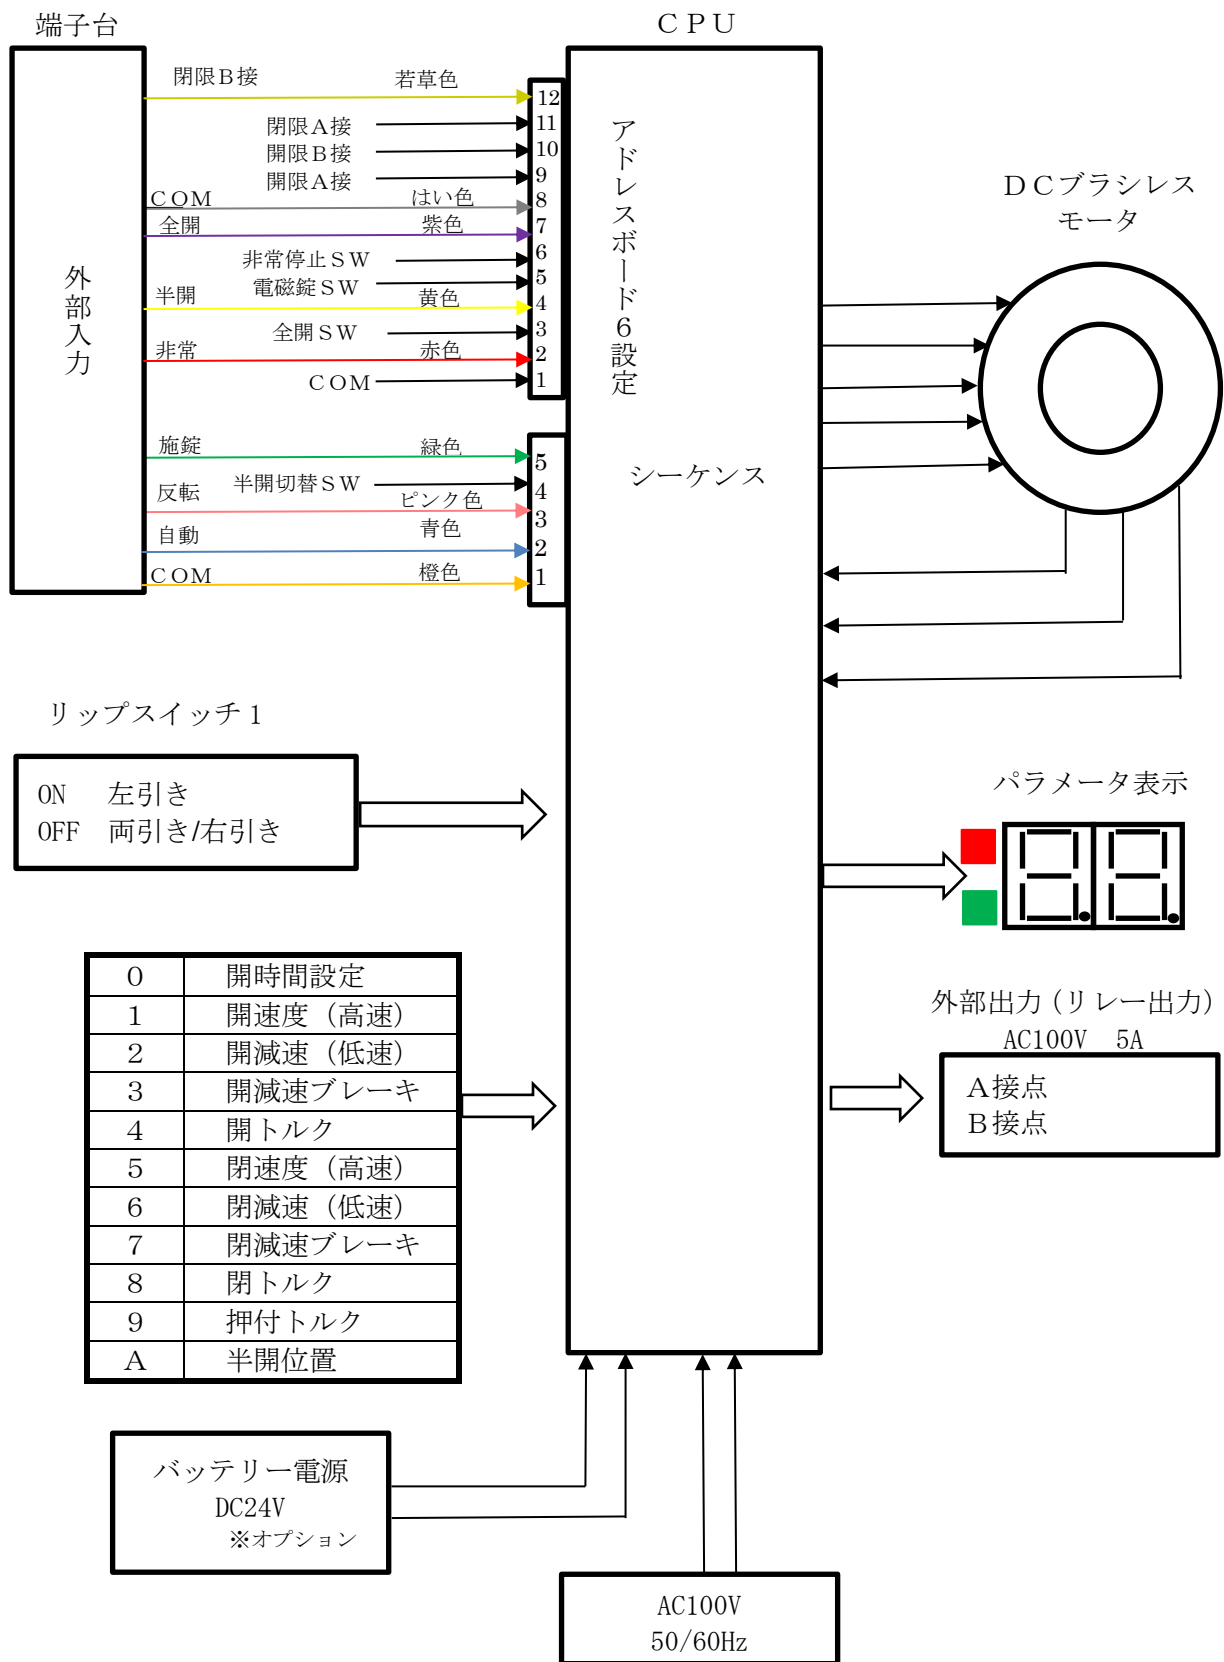 端子台
CPU
閉限B接 若草色
12
閉限A接
11
開限B接
10
開限A接
9
COM はい色
8
全開 紫色
7
非常停止SW
6
電磁錠SW
5
半開 黄色
4
全開SW
3
非常 赤色
2
COM
1
外部入力
アドレスボード6設定
シーケンス
DCブラシレス
モータ
施錠 緑色
5
半開切替SW
4
反転 ピンク色
3
自動 青色
2
COM 橙色
1
リップスイッチ1
ON 左引き
OFF 両引き/右引き
パラメータ表示
8.8.
0 開時間設定
1 開速度(高速)
2 開減速(低速)
3 開減速ブレーキ
4 開トルク
5 閉速度(高速)
6 閉減速(低速)
7 閉減速ブレーキ
8 閉トルク
9 押付トルク
A 半開位置
外部出力(リレー出力)
AC100V 5A
A接点
B接点
バッテリー電源
DC24V
※オプション
AC100V
50/60Hz